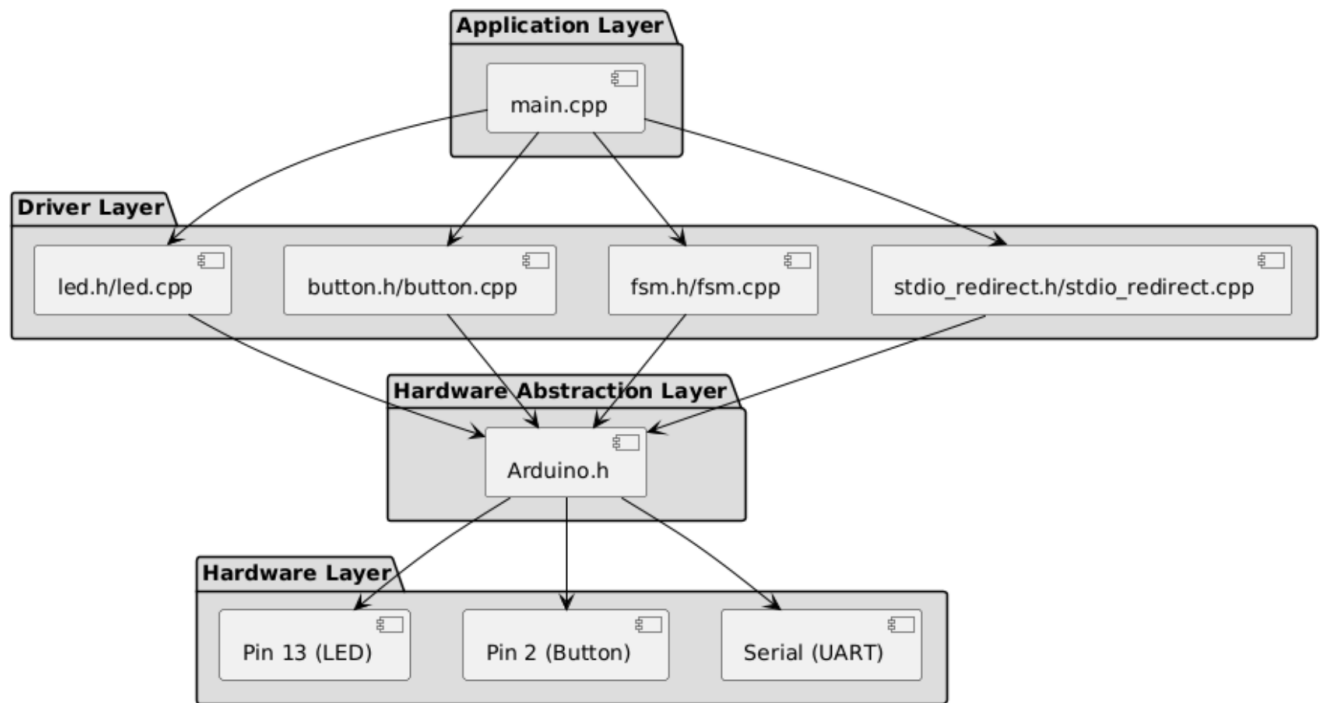 Application Layer
main.cpp
Driver Layer
led.h/led.cpp
button.h/button.cpp
fsm.h/fsm.cpp
stdio_redirect.h/stdio_redirect.cpp
Hardware Abstraction Layer
Arduino.h
Hardware Layer
Pin 13 (LED)
Pin 2 (Button)
Serial (UART)